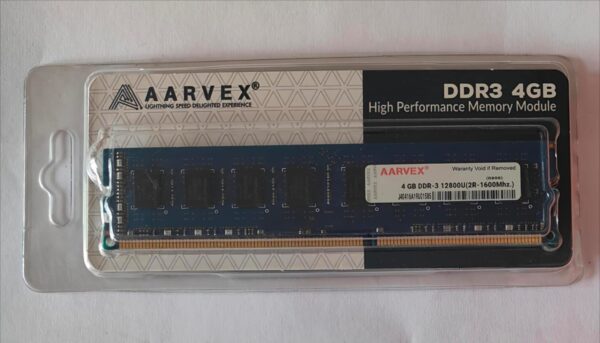 AARVEX®
LIGHTNING SPEED DELIGHTED EXPERIENCE
DDR3 4GB
High Performance Memory Module
AARVEX®
Warranty Void if Removed
4 GB DDR-3 12800U(2R-1600Mhz.)